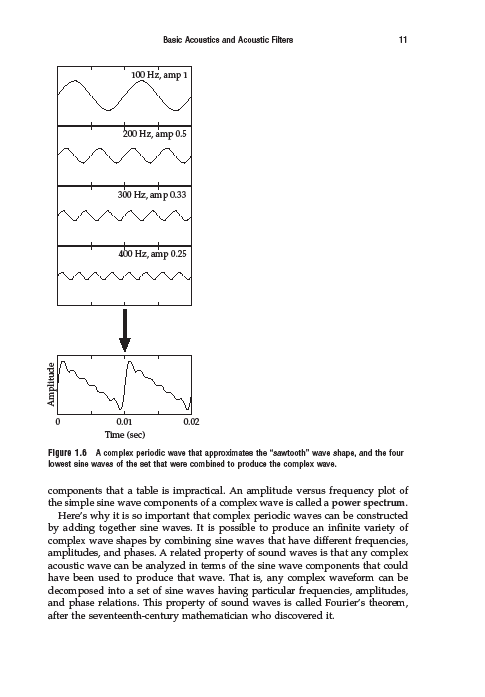 Basic Acoustics and Acoustic Filters 11
100 Hz, amp 1
200 Hz, amp 0.5
300 Hz, amp 0.33
400 Hz, amp 0.25
Amplitude
0 0.01 0.02
Time (sec)
Figure 1.6 A complex periodic wave that approximates the “sawtooth” wave shape, and the four
lowest sine waves of the set that were combined to produce the complex wave.
components that a table is impractical. An amplitude versus frequency plot of
the simple sine wave components of a complex wave is called a power spectrum.
Here’s why it is so important that complex periodic waves can be constructed
by adding together sine waves. It is possible to produce an infinite variety of
complex wave shapes by combining sine waves that have different frequencies,
amplitudes, and phases. A related property of sound waves is that any complex
acoustic wave can be analyzed in terms of the sine wave components that could
have been used to produce that wave. That is, any complex waveform can be
decomposed into a set of sine waves having particular frequencies, amplitudes,
and phase relations. This property of sound waves is called Fourier’s theorem,
after the seventeenth-century mathematician who discovered it.